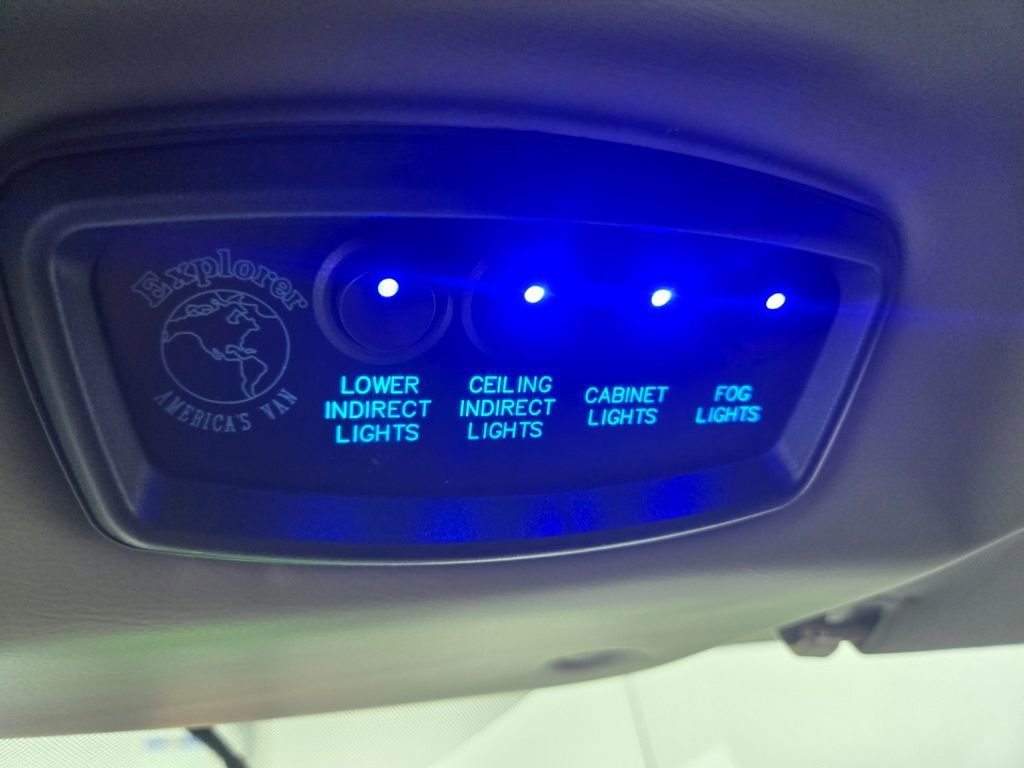 Explorer
AMERICA'S VAN
LOWER
INDIRECT
LIGHTS
CEILING
INDIRECT
LIGHTS
CABINET
LIGHTS
FOG
LIGHTS